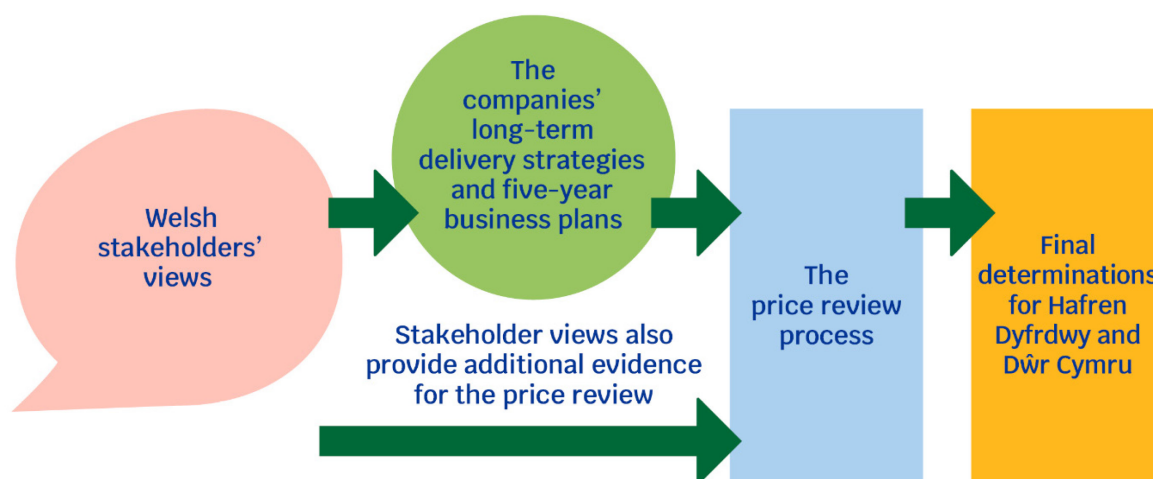 Welsh
stakeholders’
views
The
companies’
long-term
delivery strategies
and five-year
business plans
Stakeholder views also
provide additional evidence
for the price review
The
price review
process
Final
determinations
for Hafren
Dyfrdwy and
Dŵr Cymru